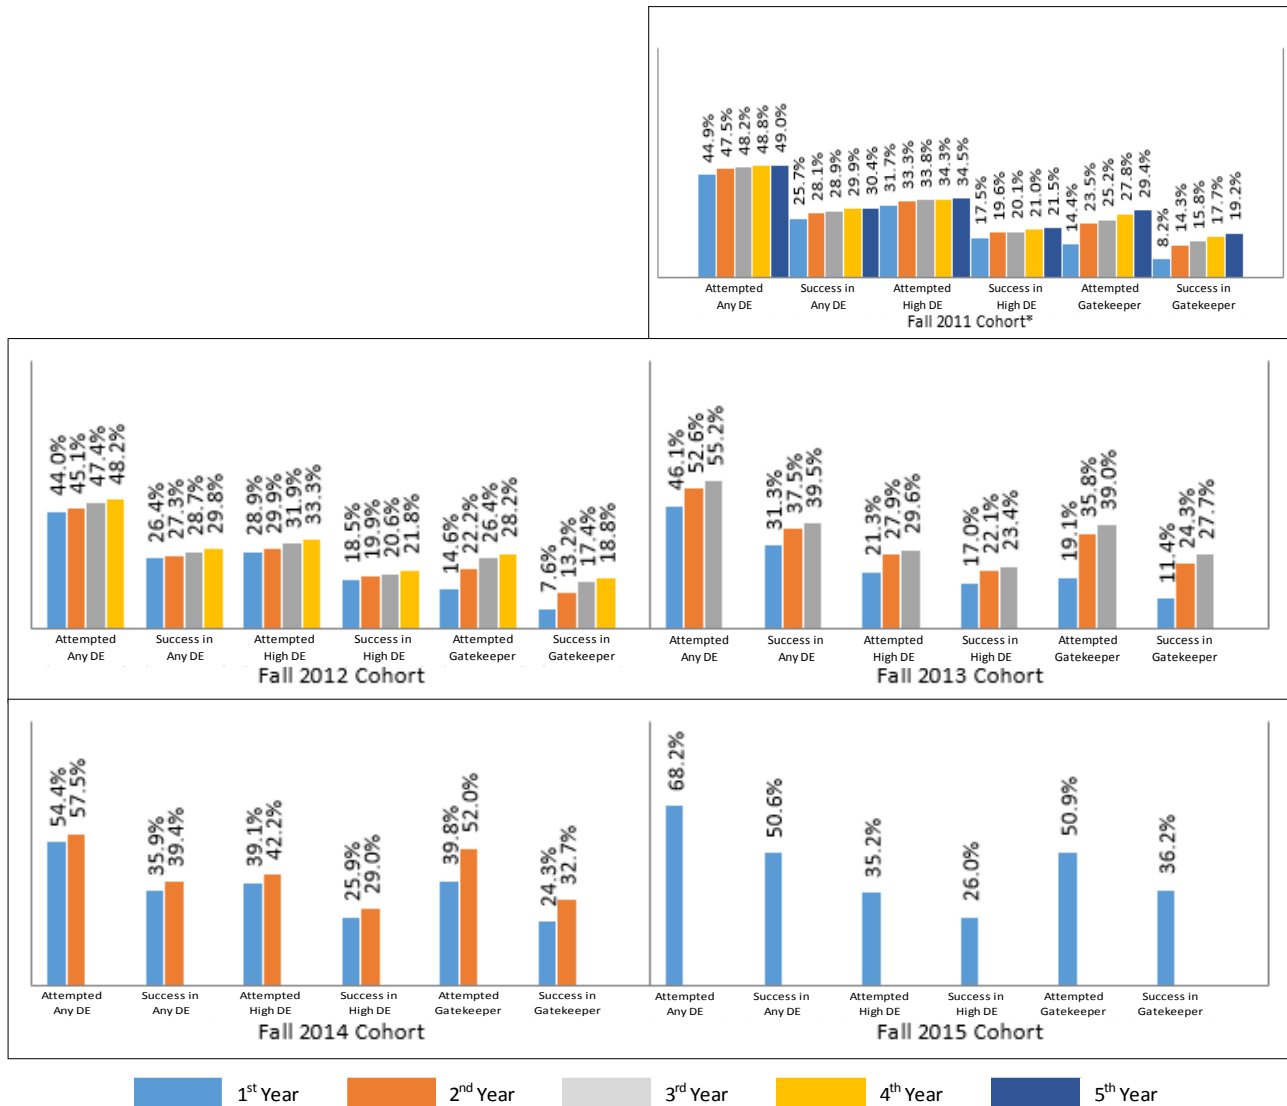 44.9% 47.5% 48.2% 48.8% 49.0% 25.7% 28.1% 28.9% 29.9% 30.4% 31.7% 33.3% 33.8% 34.3% 34.5% 17.5% 19.6% 20.1% 21.0% 21.5% 14.4% 23.5% 25.2% 27.8% 29.4% 8.2% 14.3% 15.8% 17.7% 19.2%
Attempted Success in Attempted Success in Attempted Success in
Any DE Any DE High DE High DE Gatekeeper Gatekeeper
Fall 2011 Cohort*
44.0% 45.1% 47.4% 48.2% 26.4% 27.3% 28.7% 29.8% 28.9% 29.9% 31.9% 33.3% 18.5% 19.9% 20.6% 21.8% 14.6% 22.2% 26.4% 28.2% 7.6% 13.2% 17.4% 18.8%
Attempted Success in Attempted Success in Attempted Success in
Any DE Any DE High DE High DE Gatekeeper Gatekeeper
Fall 2012 Cohort
46.1% 52.6% 55.2% 31.3% 37.5% 39.5% 21.3% 27.9% 29.6% 17.0% 22.1% 23.4% 19.1% 35.8% 39.0% 11.4% 24.3% 27.7%
Attempted Success in Attempted Success in Attempted Success in
Any DE Any DE High DE High DE Gatekeeper Gatekeeper
Fall 2013 Cohort
54.4% 57.5% 35.9% 39.4% 39.1% 42.2% 25.9% 29.0% 39.8% 52.0% 24.3% 32.7%
Attempted Success in Attempted Success in Attempted Success in
Any DE Any DE High DE High DE Gatekeeper Gatekeeper
Fall 2014 Cohort
68.2% 50.6% 35.2% 26.0% 50.9% 36.2%
Attempted Success in Attempted Success in Attempted Success in
Any DE Any DE High DE High DE Gatekeeper Gatekeeper
Fall 2015 Cohort
1st Year 2nd Year 3rd Year 4th Year 5th Year